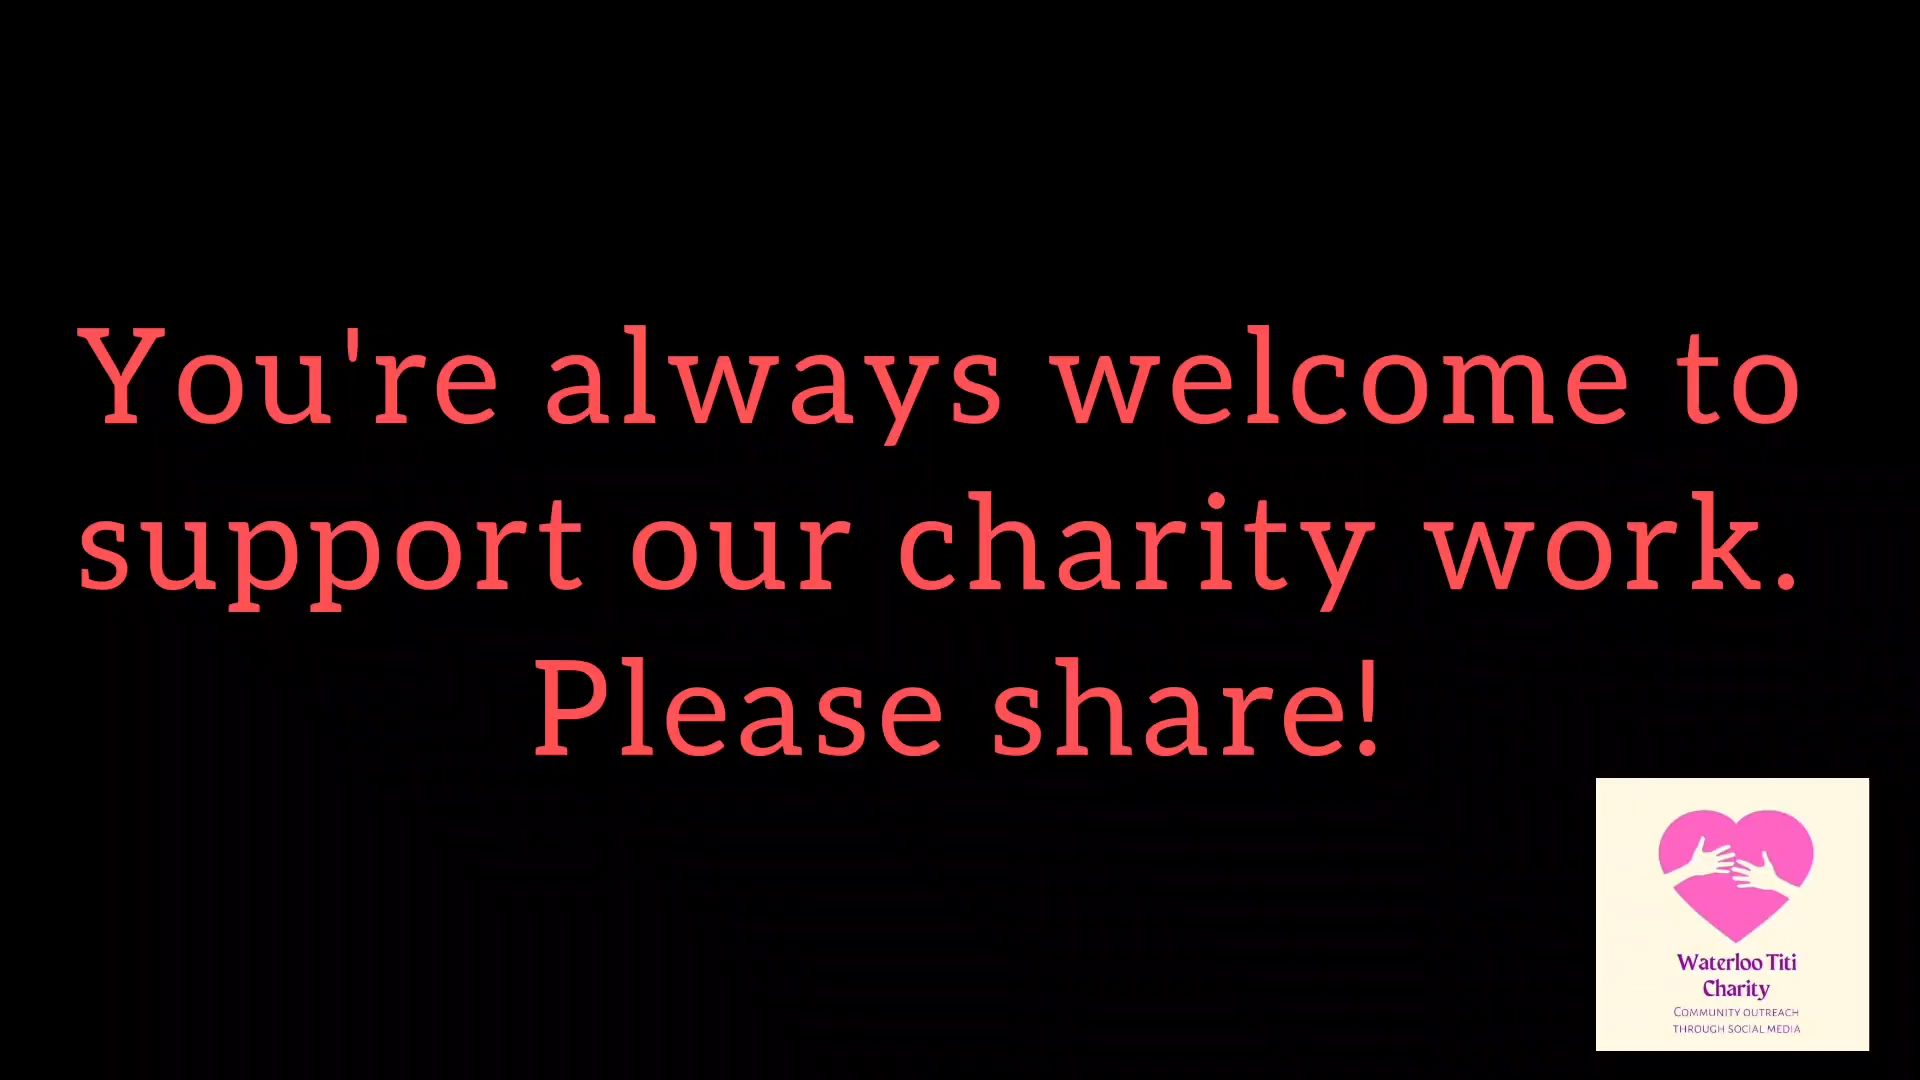 You're always welcome to
support our charity work.
Please share!
Waterloo Titi
Charity
Community outreach
through social media